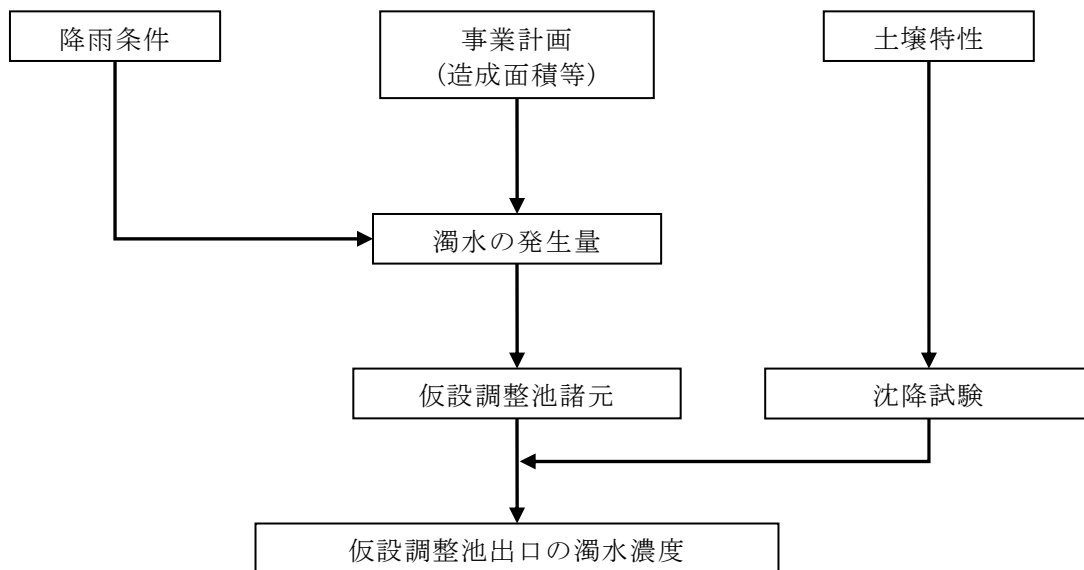 降雨条件
事業計画
(造成面積等)
土壌特性
濁水の発生量
仮設調整池諸元
沈降試験
仮設調整池出口の濁水濃度